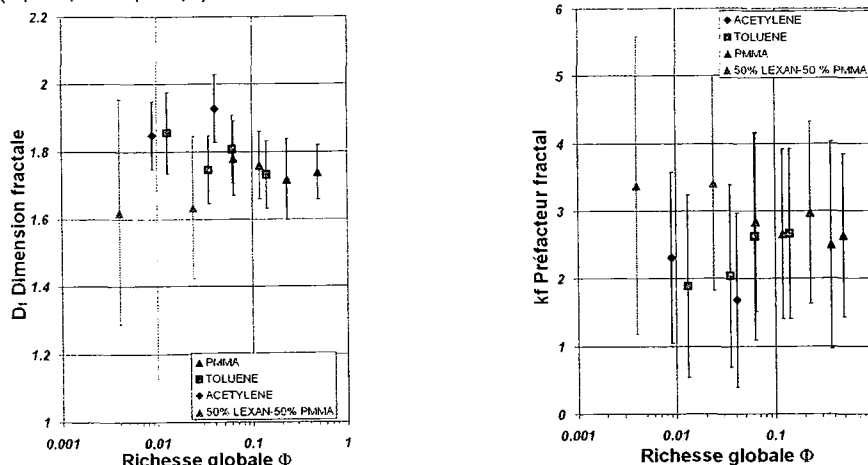 2.2
2
1.8
1.6
1.4
1.2
1
Df Dimension fractale
▲ PMMA
TOLUENE
◆ ACETYLENE
▲ 50% LEXAN-50% PMMA
0.001
0.01
0.1
1
Richesse globale Φ
6
5
4
3
2
1
0
kf Préfacteur fractal
◆ ACETYLENE
TOLUENE
▲ PMMA
▲ 50% LEXAN-50 % PMMA
0.001
0.01
0.1
Richesse globale Φ